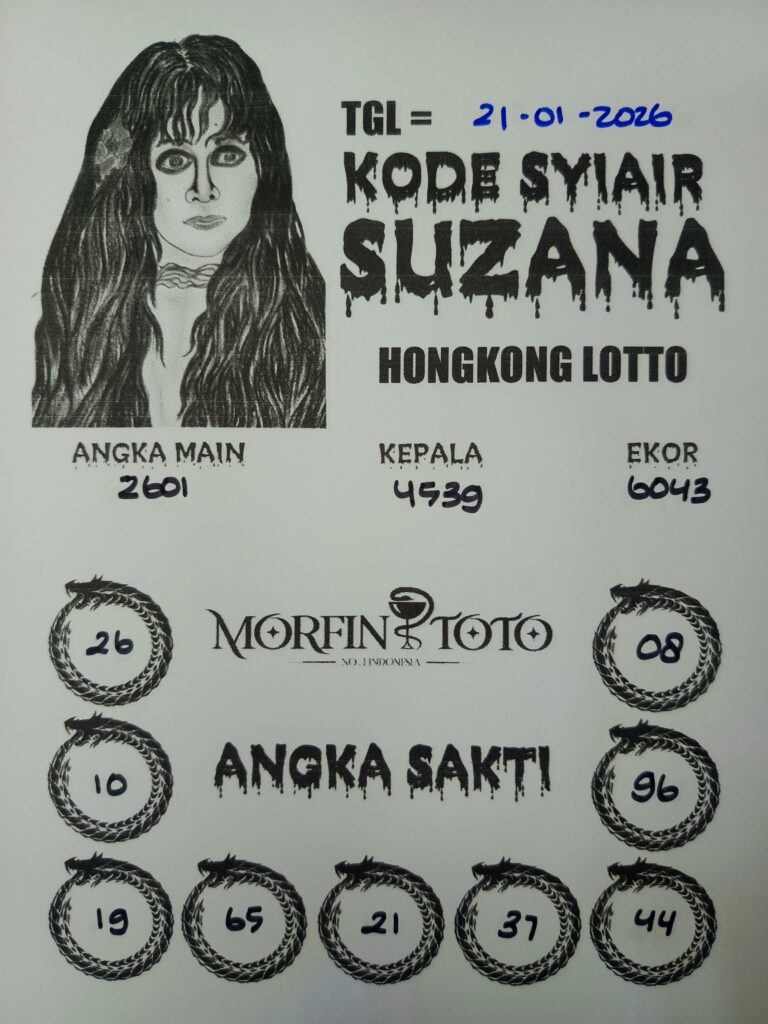 TGL = 21-01-2026
KODE SYIAIR
SUZANA
HONGKONG LOTTO
ANGKA MAIN KEPALA EKOR
2601 4539 6043
26 MORFIN TOTO 08
NO. 1 INDONESIA
10 ANGKA SAKTI 96
19 65 21 37 44